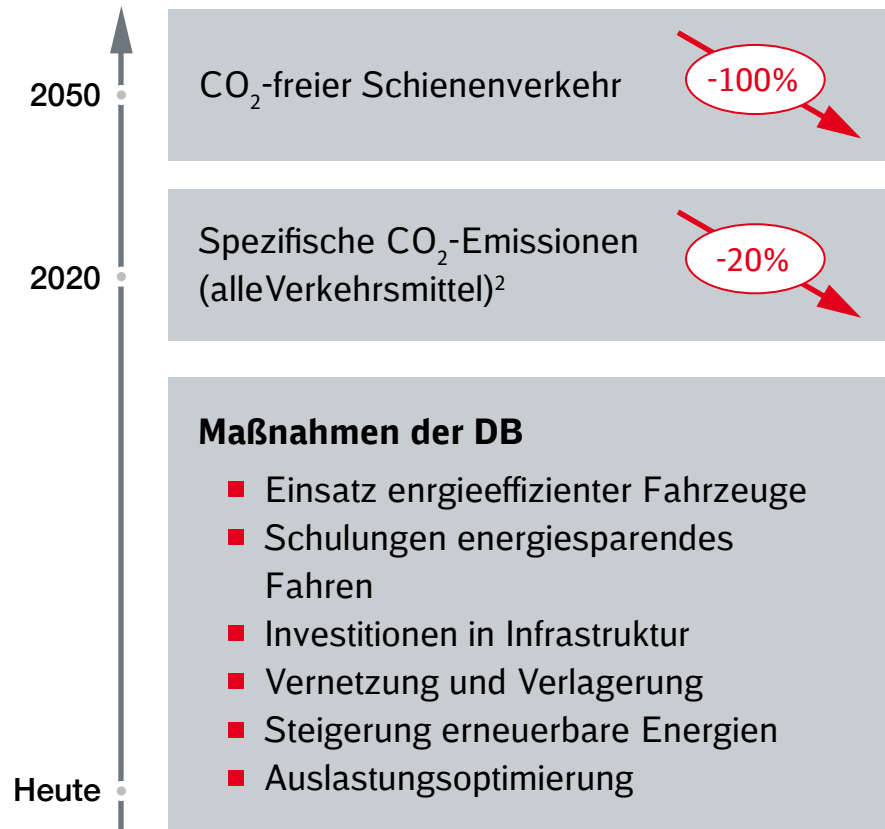 2050
CO₂-freier Schienenverkehr
-100%
2020
Spezifische CO₂-Emissionen
(alleVerkehrsmittel)²
-20%
Maßnahmen der DB
Einsatz enrgieeffizienter Fahrzeuge
Schulungen energiesparendes
Fahren
Investitionen in Infrastruktur
Vernetzung und Verlagerung
Steigerung erneuerbare Energien
Auslastungsoptimierung
Heute